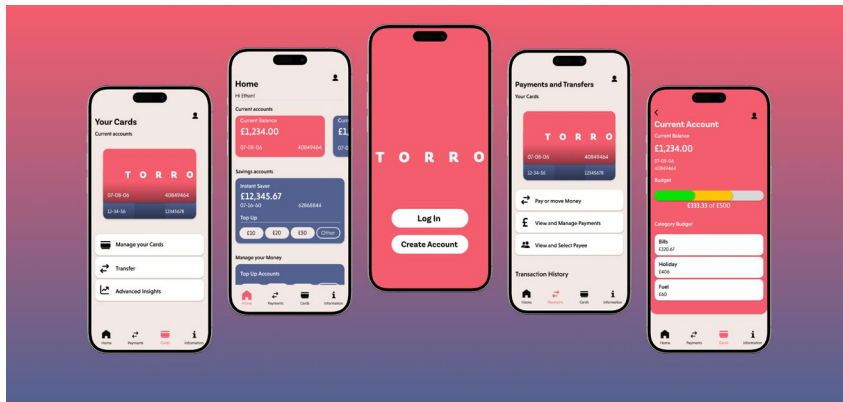 Your Cards
Current accounts
T O R R O
07-08-06 40849464
12-34-56 12345678
Manage your Cards
Transfer
Advanced Insights
Home Payments Cards Information
Home
Hi Ethan!
Current accounts
Current Balance Curr
£1,234.00 £1,
07-08-06 40849464 07-0
Savings accounts
Instant Saver
£12,345.67
07-16-60 62868844
Top Up
£10 £20 £50 Other
Manage your Money
Top Up Accounts
Home Payments Cards Information
T O R R O
Log In
Create Account
Payments and Transfers
Your Cards
T O R R O
07-08-06 40849464
12-34-56 12345678
Pay or move Money
£ View and Manage Payments
View and Select Payee
Transaction History
Home Payments Cards Information
Current Account
Current Balance
£1,234.00
07-08-06
40849464
Budget
£333.33 of £500
Category Budget
Bills
£320.67
Holiday
£406
Fuel
£60
Home Payments Cards Information